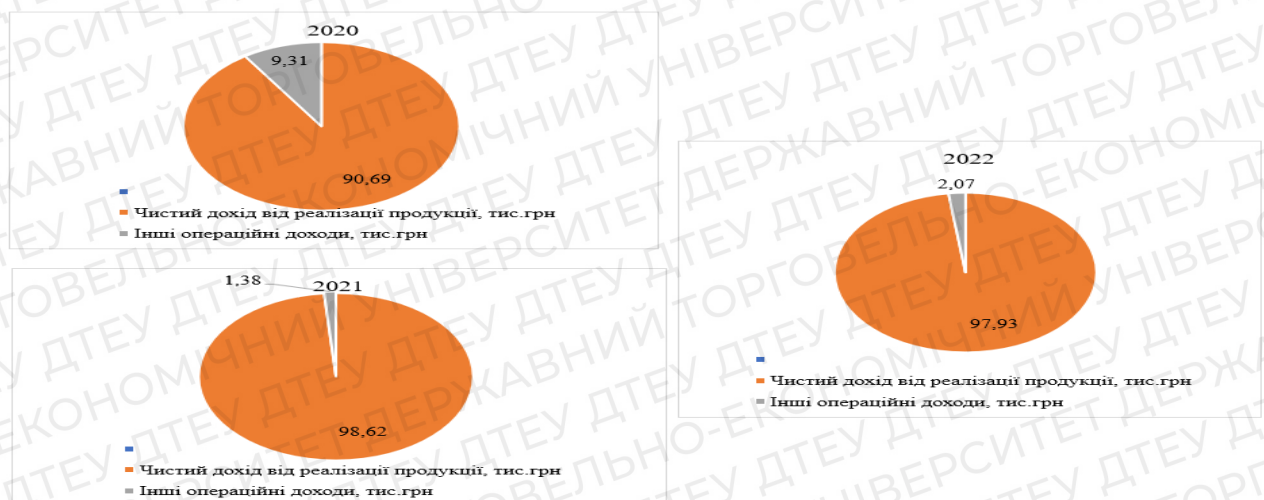 2020
9,31
90,69
Чистий дохід від реалізації продукції, тис.грн
Інші операційні доходи, тис.грн
2021
1,38
98,62
Чистий дохід від реалізації продукції, тис.грн
Інші операційні доходи, тис.грн
2022
2,07
97,93
Чистий дохід від реалізації продукції, тис.грн
Інші операційні доходи, тис.грн